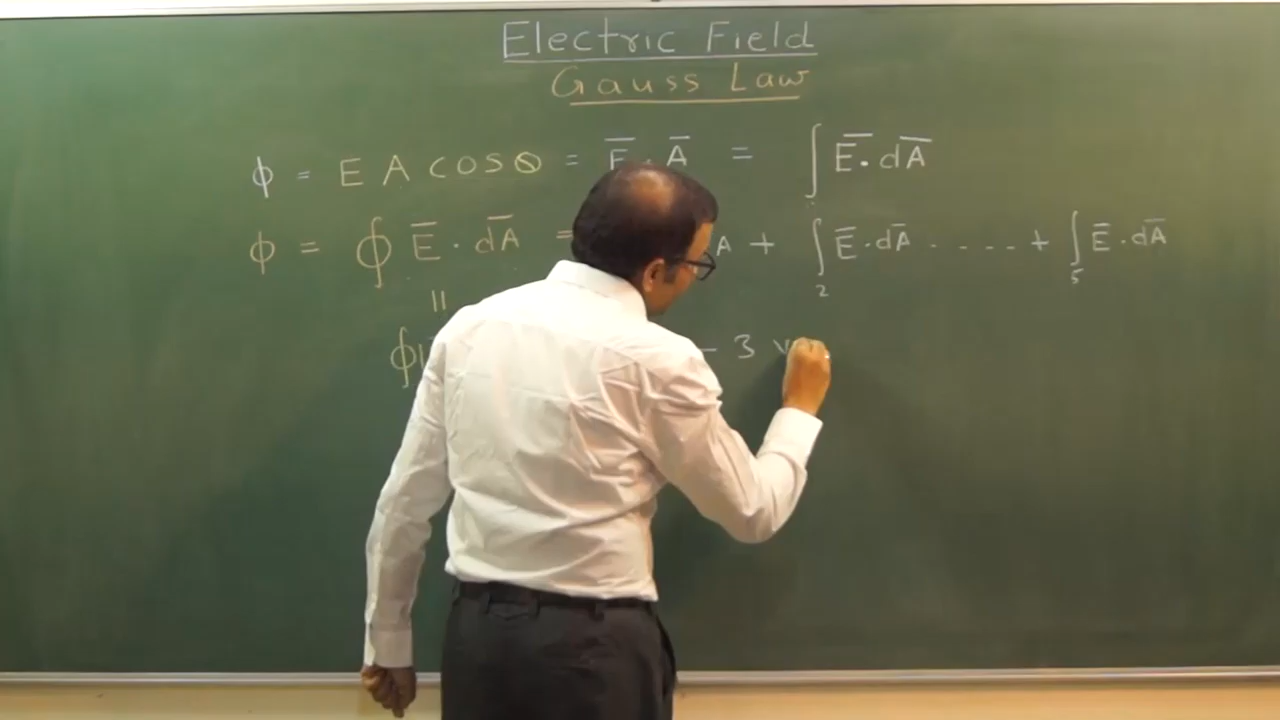 Electric Field
Gauss Law
ϕ = E A cosθ = E̅ . A̅ = ∫ E̅. dA̅
ϕ = ∮ E̅ . dA̅ = A + ∫₂ E̅.dA̅ ..... + ∫₅ E̅.dA̅
||
∮ - 3 v